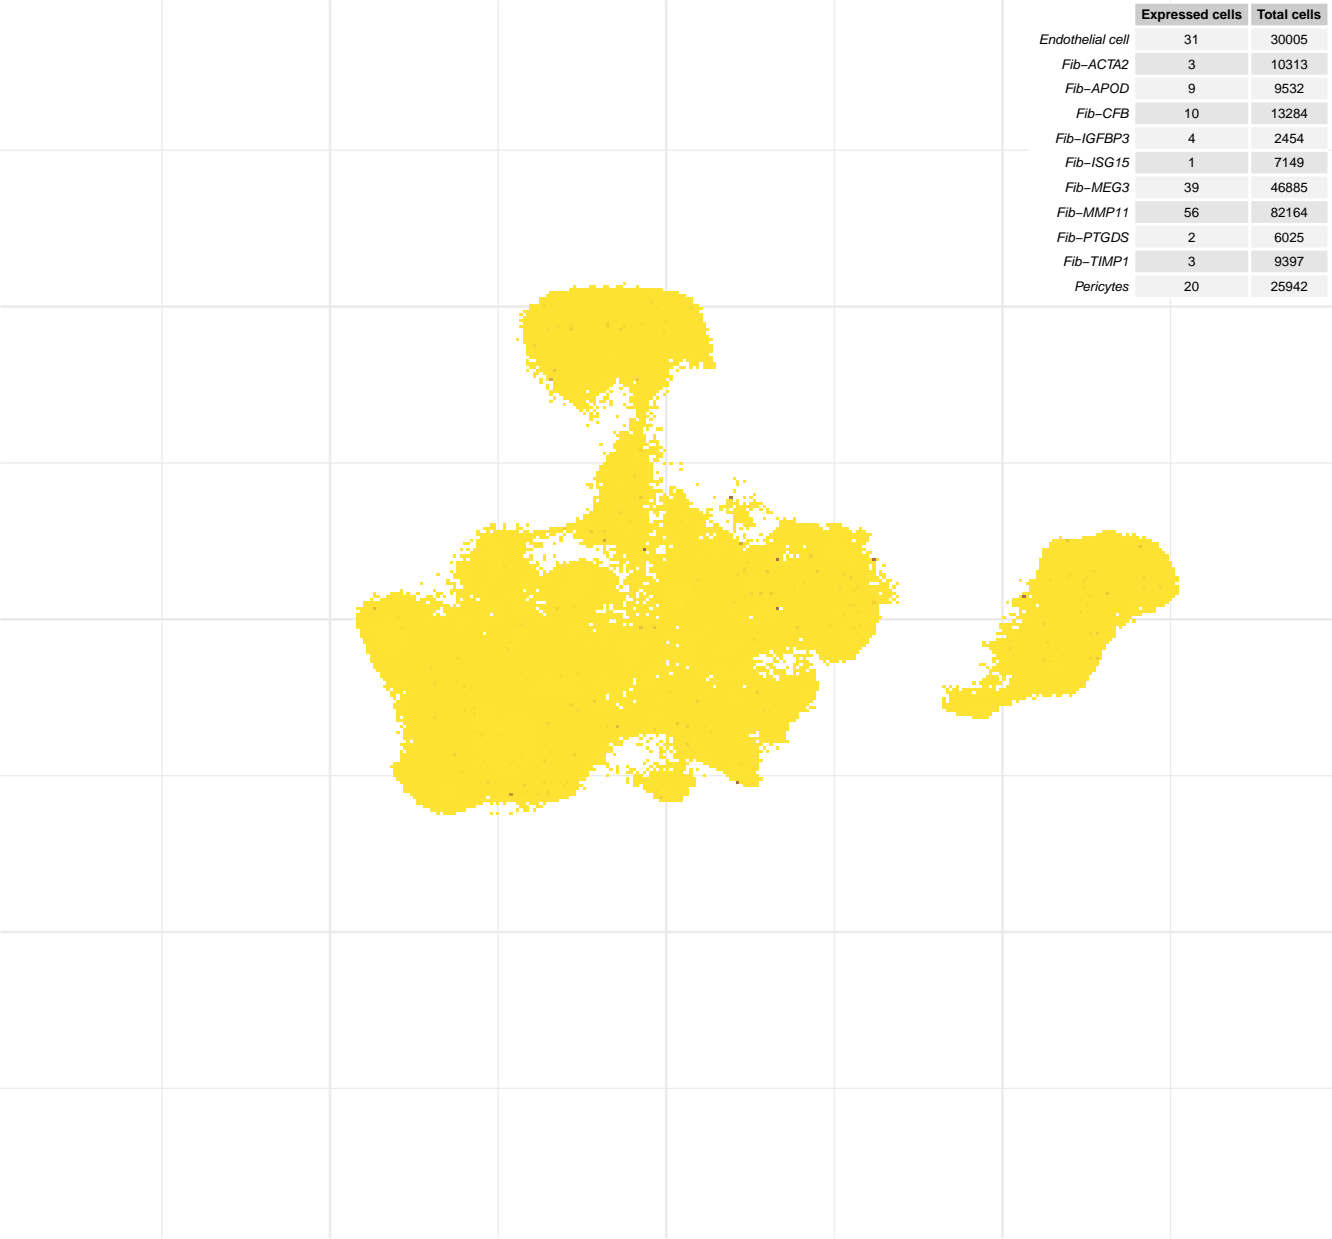 Expressed cells Total cells
Endothelial cell 31 30005
Fib−ACTA2 3 10313
Fib−APOD 9 9532
Fib−CFB 10 13284
Fib−IGFBP3 4 2454
Fib−ISG15 1 7149
Fib−MEG3 39 46885
Fib−MMP11 56 82164
Fib−PTGDS 2 6025
Fib−TIMP1 3 9397
Pericytes 20 25942